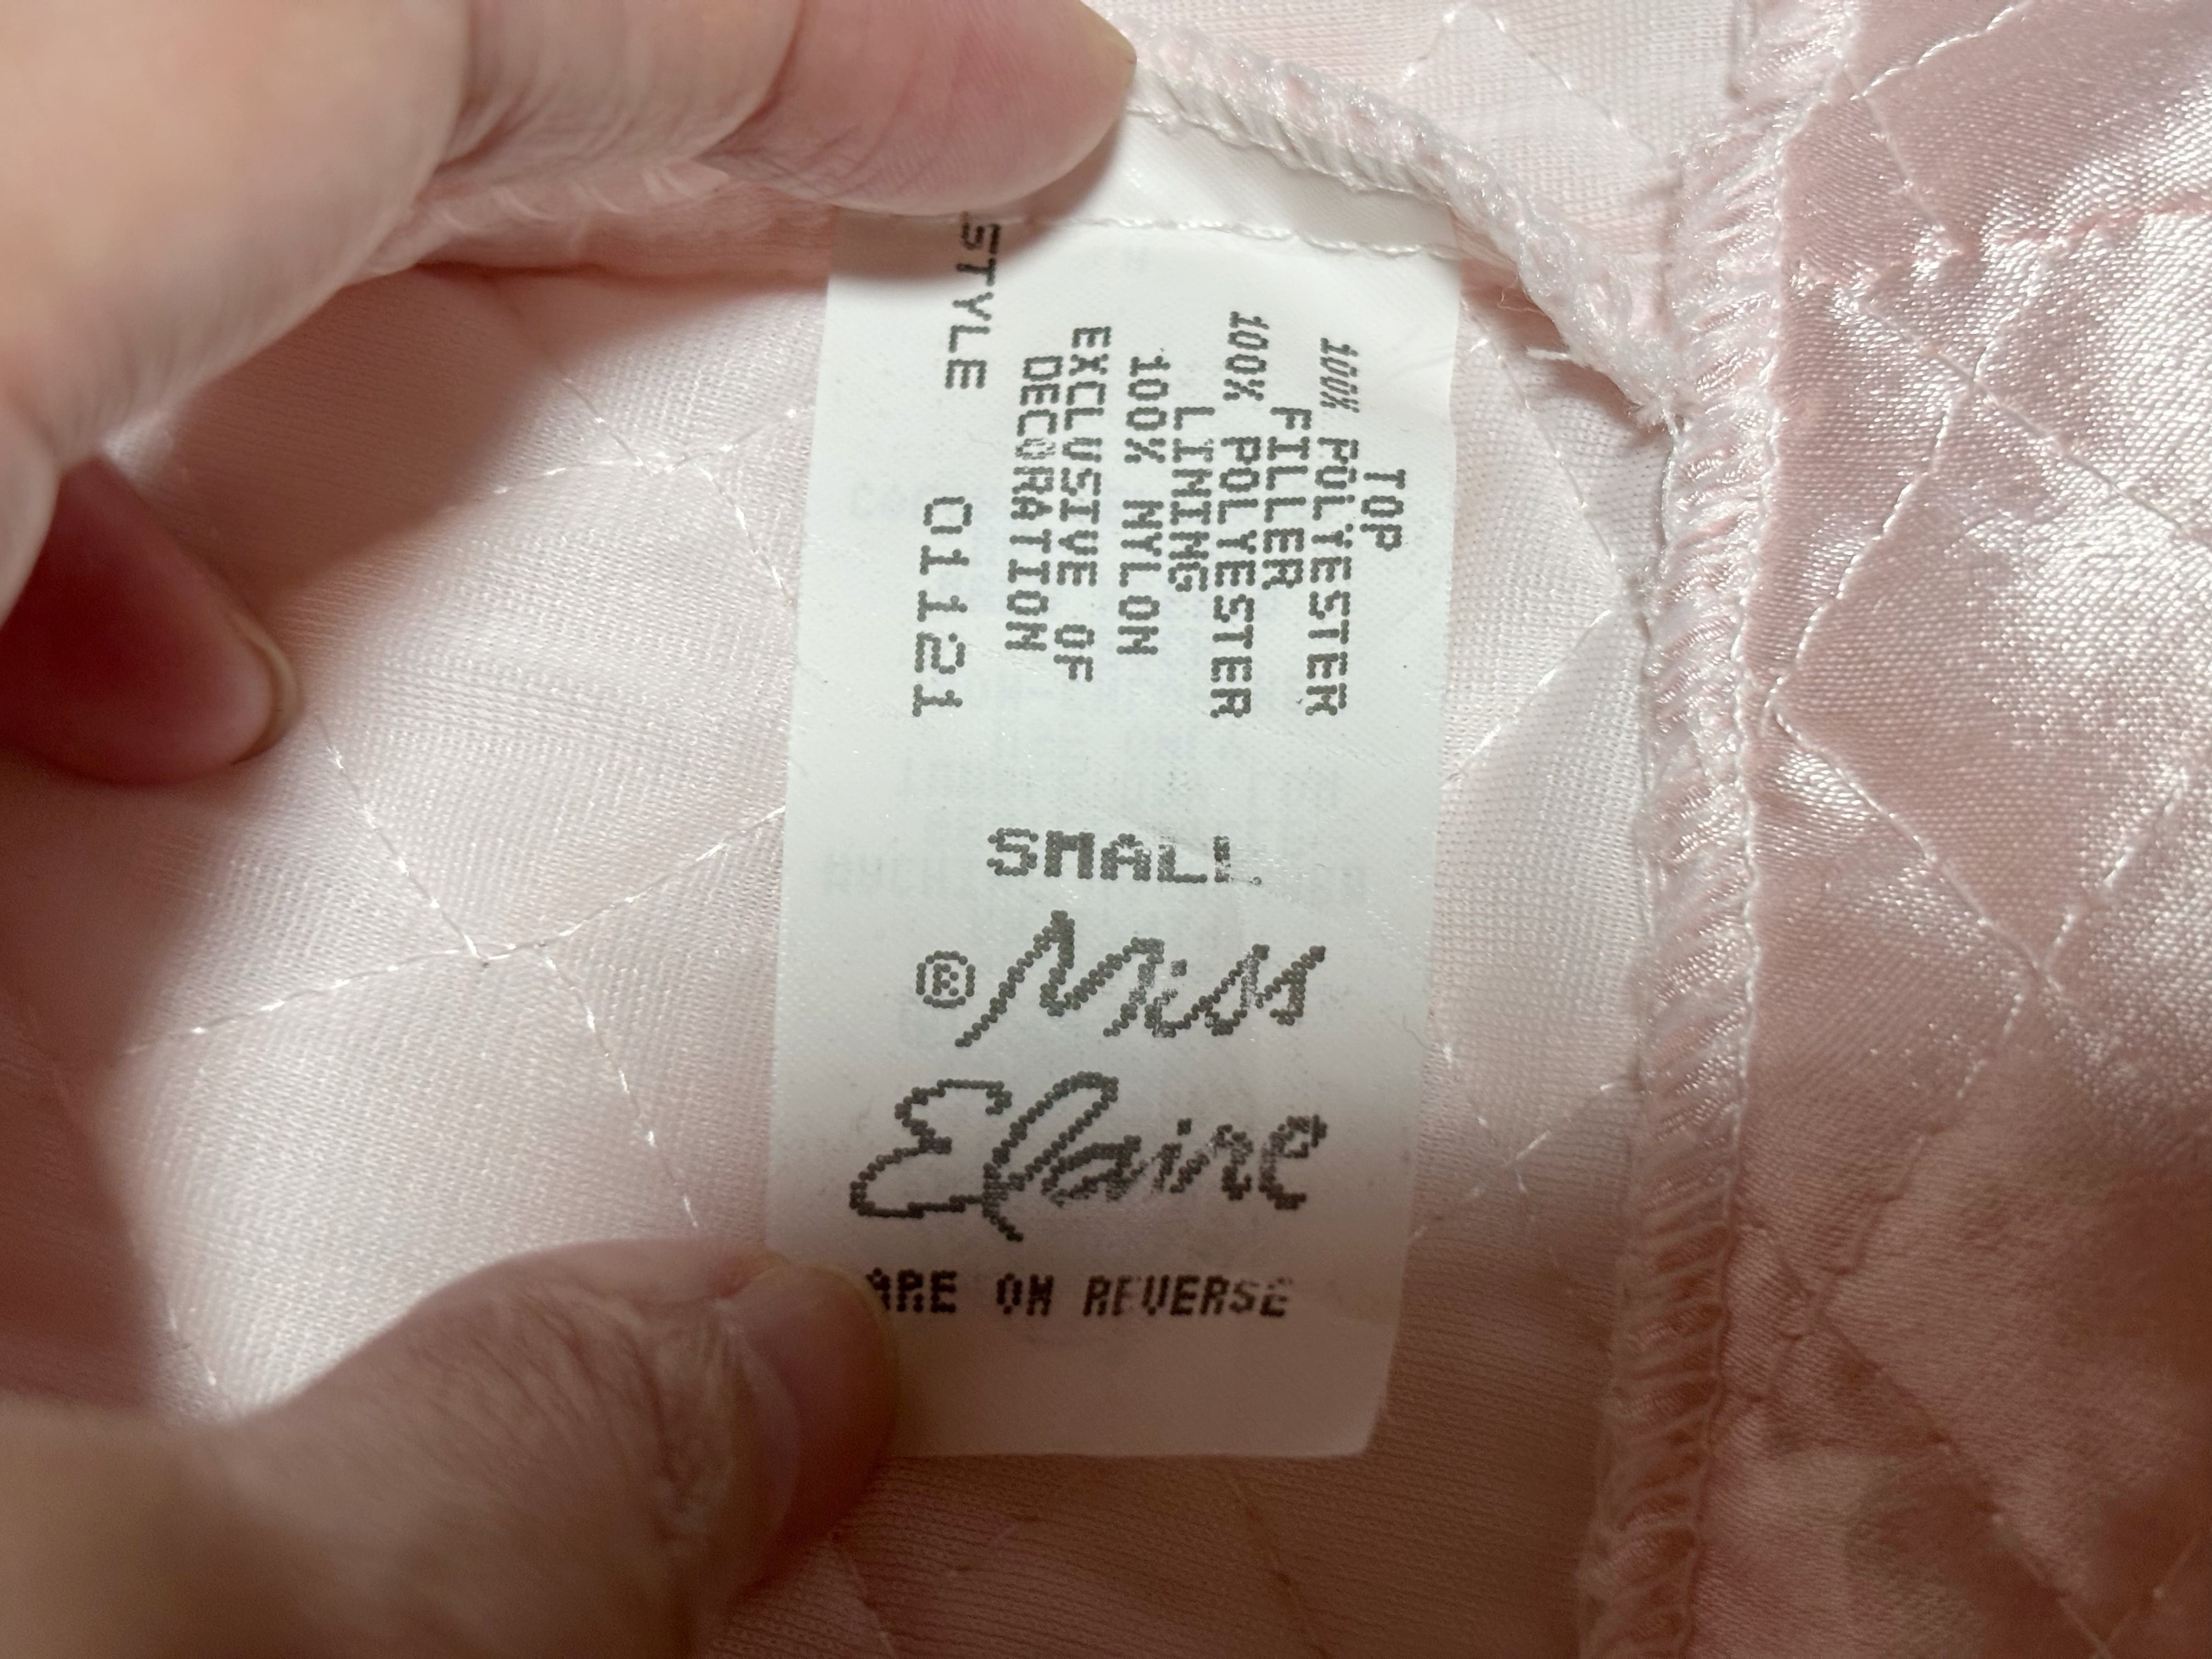 TOP
100% POLYESTER
FILLER
100% POLYESTER
LINING
100% NYLON
EXCLUSIVE OF
DECORATION
STYLE 01121
SMALL
® Miss
Elaine
ARE ON REVERSE